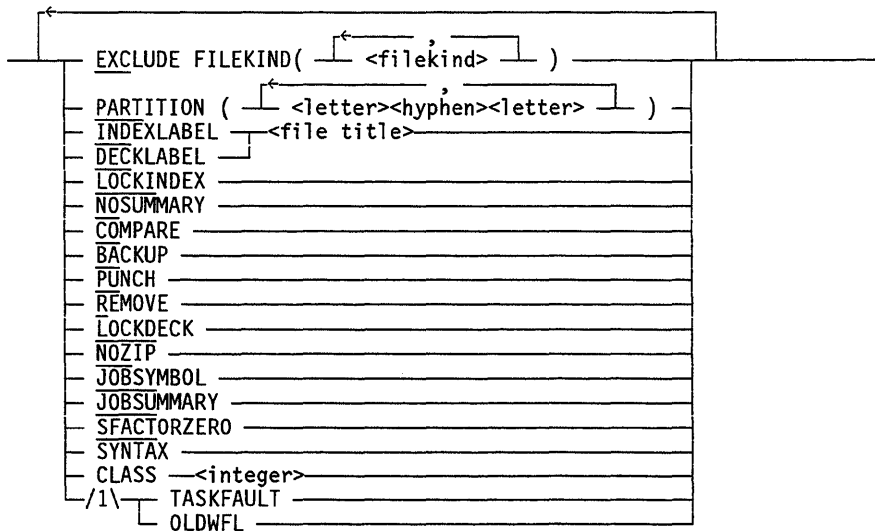 ,
EXCLUDE FILEKIND( <filekind> )
,
PARTITION ( <letter><hyphen><letter> )
INDEXLABEL <file title>
DECKLABEL
LOCKINDEX
NOSUMMARY
COMPARE
BACKUP
PUNCH
REMOVE
LOCKDECK
NOZIP
JOBSYMBOL
JOBSUMMARY
SFACTORZERO
SYNTAX
CLASS <integer>
/1\ TASKFAULT
OLDWFL